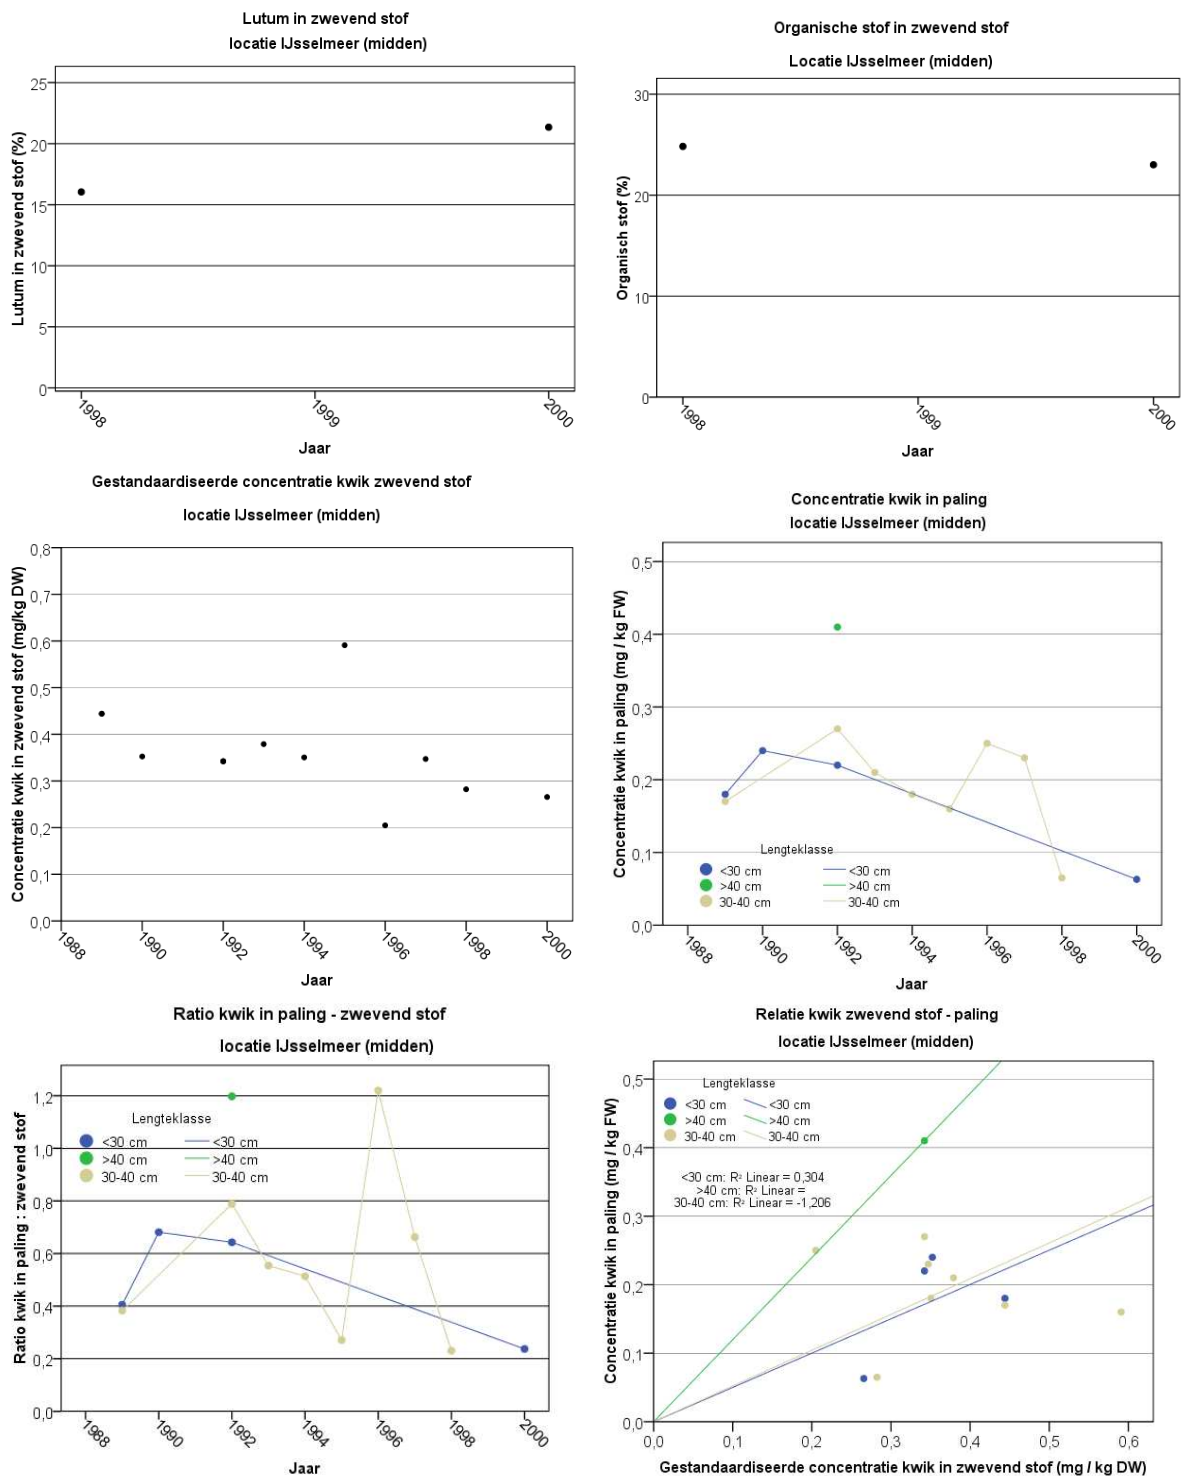 Lutum in zwevend stof
locatie IJsselmeer (midden)
Lutum in zwevend stof (%)
25
20
15
10
5
0
1998
1999
2000
Jaar
Organische stof in zwevend stof
Locatie IJsselmeer (midden)
Organisch stof (%)
30
20
10
0
1998
1999
2000
Jaar
Gestandaardiseerde concentratie kwik zwevend stof
locatie IJsselmeer (midden)
Concentratie kwik in zwevend stof (mg/kg DW)
0,8
0,7
0,6
0,5
0,4
0,3
0,2
0,1
0,0
1988
1990
1992
1994
1996
1998
2000
Jaar
Concentratie kwik in paling
locatie IJsselmeer (midden)
Concentratie kwik in paling (mg / kg FW)
0,5
0,4
0,3
0,2
0,1
0,0
Lengteklasse
<30 cm <30 cm
>40 cm >40 cm
30-40 cm 30-40 cm
1988
1990
1992
1994
1996
1998
2000
Jaar
Ratio kwik in paling - zwevend stof
locatie IJsselmeer (midden)
Ratio kwik in paling : zwevend stof
1,2
1,0
0,8
0,6
0,4
0,2
0,0
Lengteklasse
<30 cm <30 cm
>40 cm >40 cm
30-40 cm 30-40 cm
1988
1990
1992
1994
1996
1998
2000
Jaar
Relatie kwik zwevend stof - paling
locatie IJsselmeer (midden)
Concentratie kwik in paling (mg / kg FW)
0,5
0,4
0,3
0,2
0,1
0,0
Lengteklasse
<30 cm <30 cm
>40 cm >40 cm
30-40 cm 30-40 cm
<30 cm: R² Linear = 0,304
>40 cm: R² Linear =
30-40 cm: R² Linear = -1,206
0,0 0,1 0,2 0,3 0,4 0,5 0,6
Gestandaardiseerde concentratie kwik in zwevend stof (mg / kg DW)